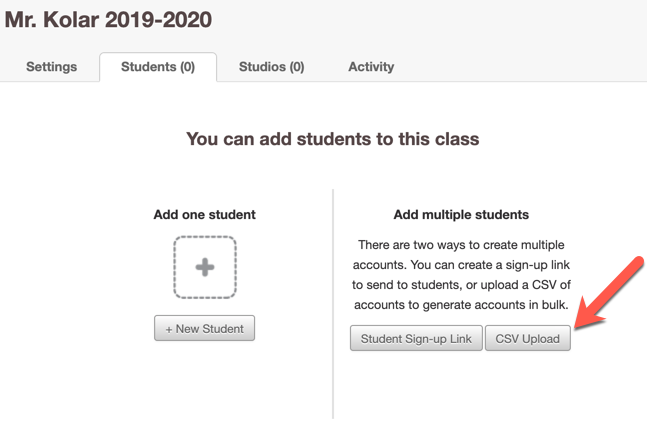 Mr. Kolar 2019-2020
Settings
Students (0)
Studios (0)
Activity
You can add students to this class
Add one student
+ New Student
Add multiple students
There are two ways to create multiple
accounts. You can create a sign-up link
to send to students, or upload a CSV of
accounts to generate accounts in bulk.
Student Sign-up Link
CSV Upload